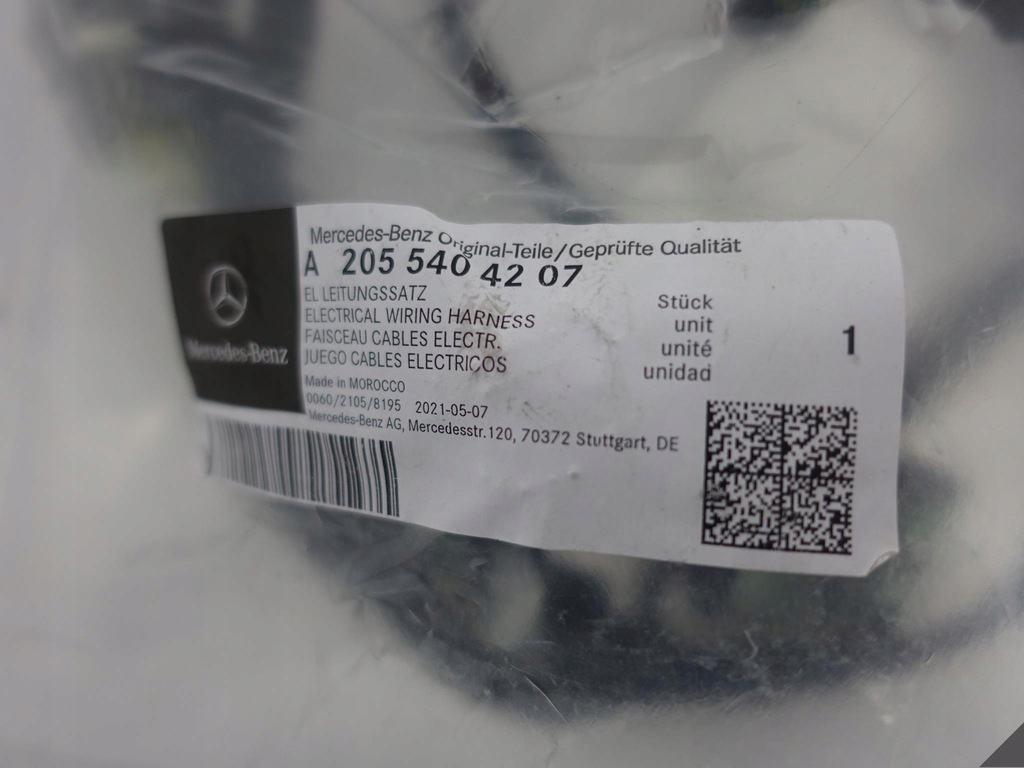 Mercedes-Benz Original-Teile/Geprüfte Qualität
A 205 540 42 07
EL LEITUNGSSATZ
ELECTRICAL WIRING HARNESS
FAISCEAU CABLES ELECTR.
JUEGO CABLES ELECTRICOS
Stück
unit
unité
unidad
1
Made in MOROCCO
0060/2105/8195 2021-05-07
Mercedes-Benz AG, Mercedesstr.120, 70372 Stuttgart, DE
Mercedes-Benz